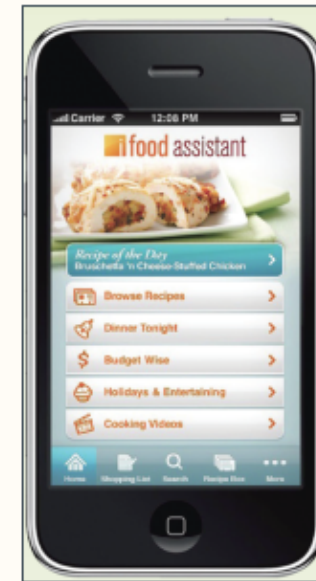 Carrier 12:08 PM
i food assistant
Recipe of the Day
Bruschetta 'n Cheese-Stuffed Chicken
Browse Recipes
Dinner Tonight
$ Budget Wise
Holidays & Entertaining
Cooking Videos
Home Shopping List Search Recipe Box More